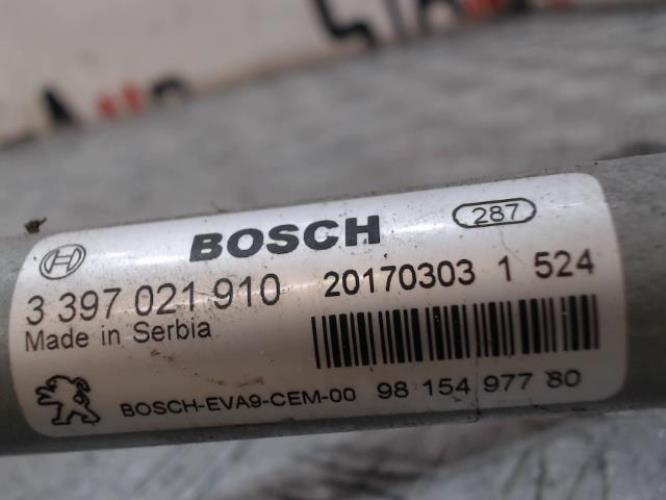 BOSCH 287
3 397 021 910 20170303 1 524
Made in Serbia
BOSCH-EVA9-CEM-00 98 154 977 80